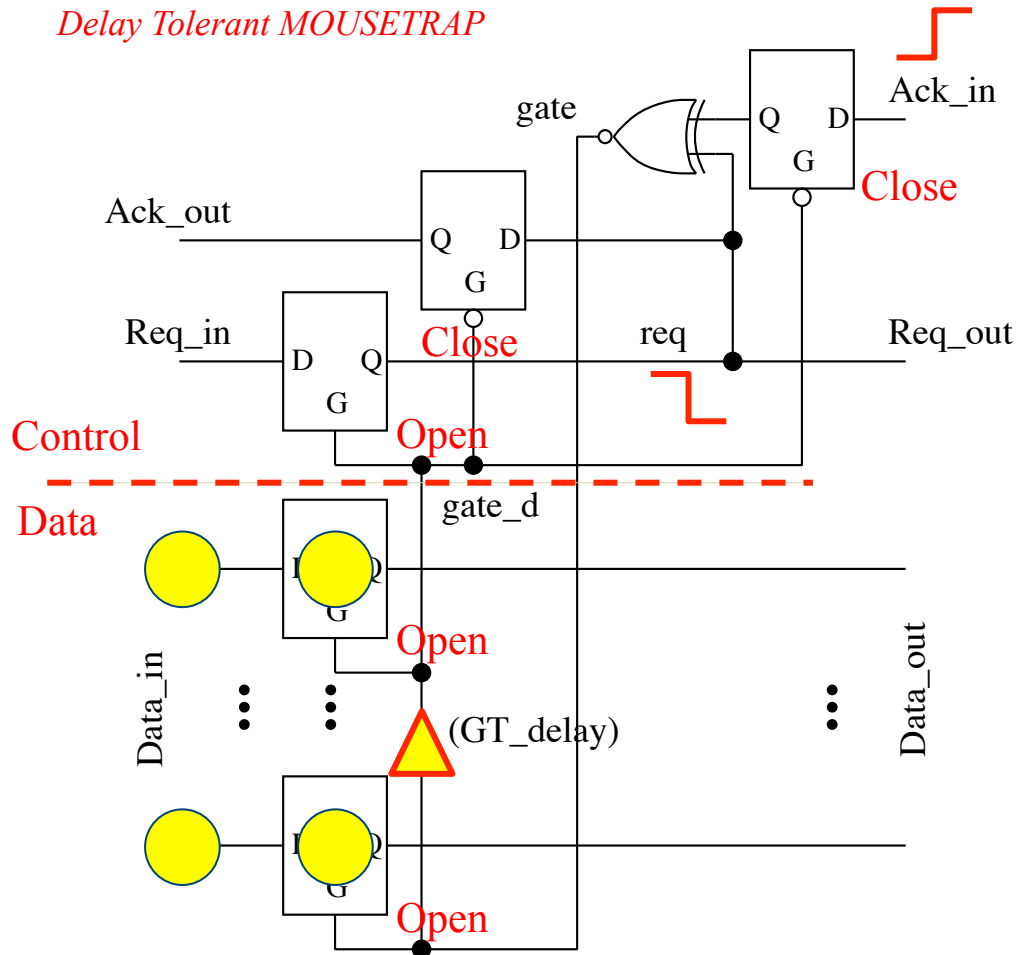 Delay Tolerant MOUSETRAP
Ack_in
gate
Q D
G
Close
Ack_out
Q D
G
Close
Req_in
D Q
G
req
Req_out
Open
Control
gate_d
Data
Q
G
Open
Data_in
Data_out
(GT_delay)
Q
G
Open